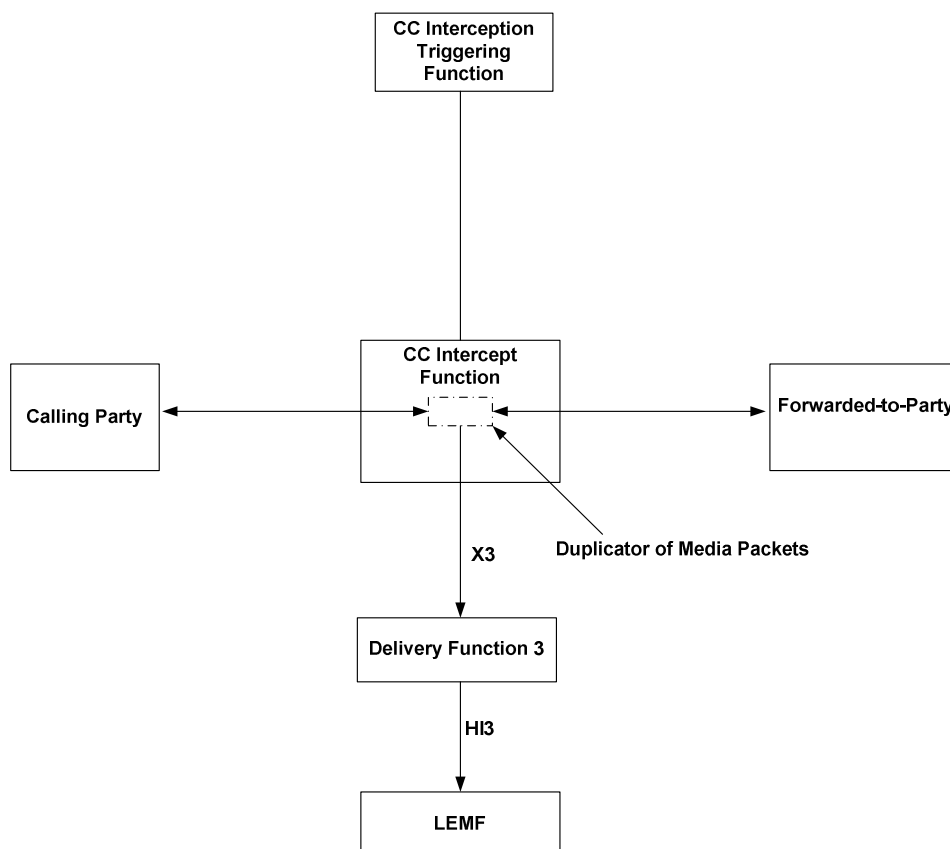 CC Interception
Triggering
Function
CC Intercept
Function
Calling Party
Forwarded-to-Party
Duplicator of Media Packets
X3
Delivery Function 3
HI3
LEMF